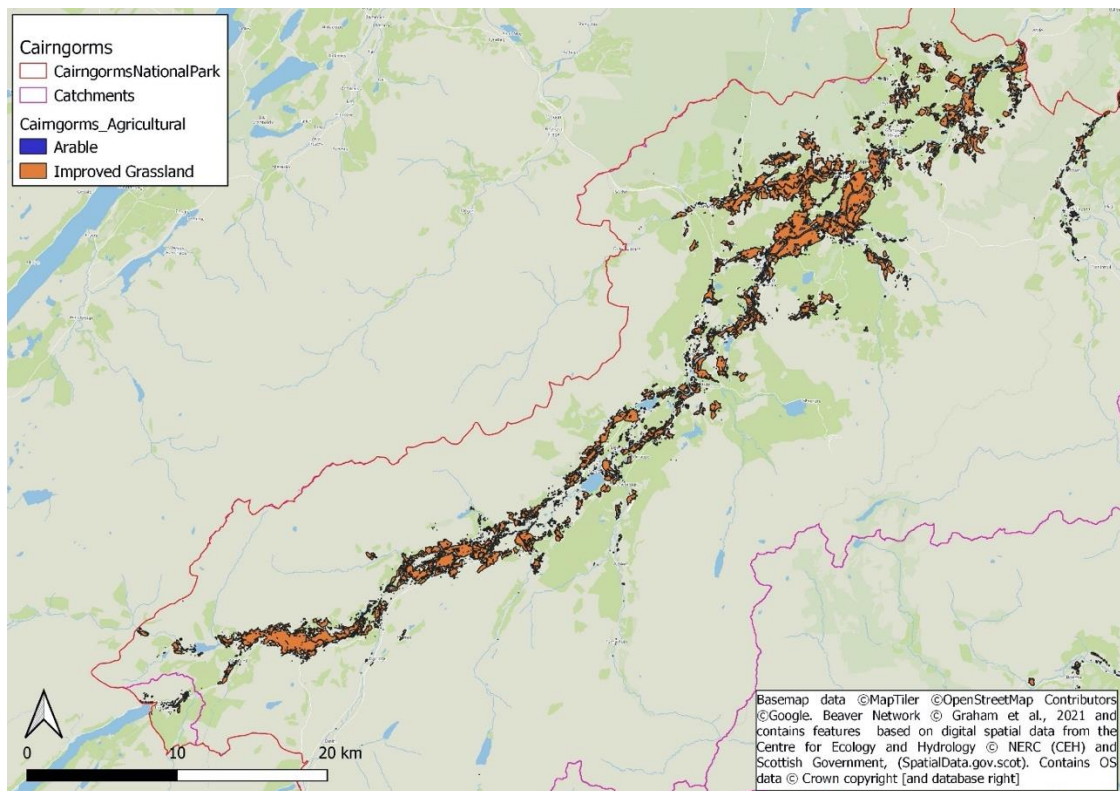 Cairngorms
CairngormsNationalPark
Catchments
Cairngorms_Agricultural
Arable
Improved Grassland
0 10 20 km
Basemap data ©MapTiler ©OpenStreetMap Contributors
©Google. Beaver Network © Graham et al., 2021 and
contains features based on digital spatial data from the
Centre for Ecology and Hydrology © NERC (CEH) and
Scottish Government, (SpatialData.gov.scot). Contains OS
data © Crown copyright [and database right]